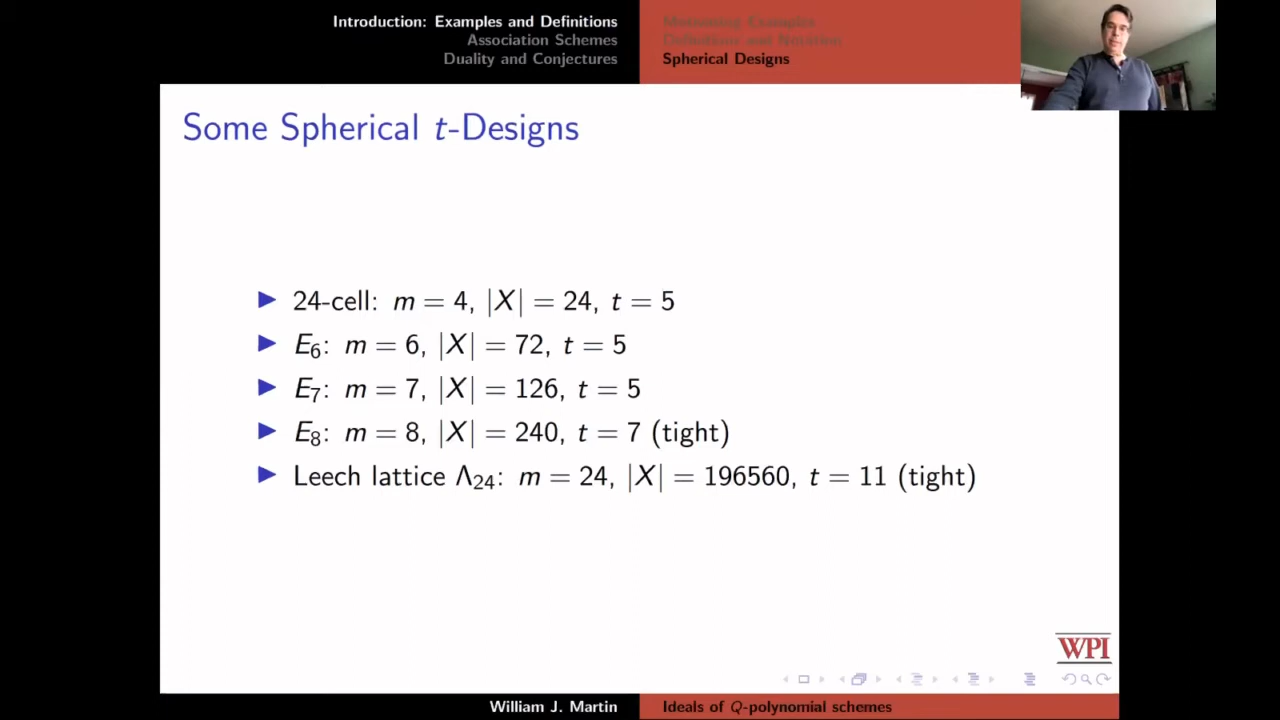 Introduction: Examples and Definitions
Association Schemes
Duality and Conjectures
Motivating Examples
Definitions and Notation
Spherical Designs
Some Spherical t-Designs
▶ 24-cell: m = 4, |X| = 24, t = 5
▶ E₆: m = 6, |X| = 72, t = 5
▶ E₇: m = 7, |X| = 126, t = 5
▶ E₈: m = 8, |X| = 240, t = 7 (tight)
▶ Leech lattice Λ₂₄: m = 24, |X| = 196560, t = 11 (tight)
WPI
William J. Martin
Ideals of Q-polynomial schemes